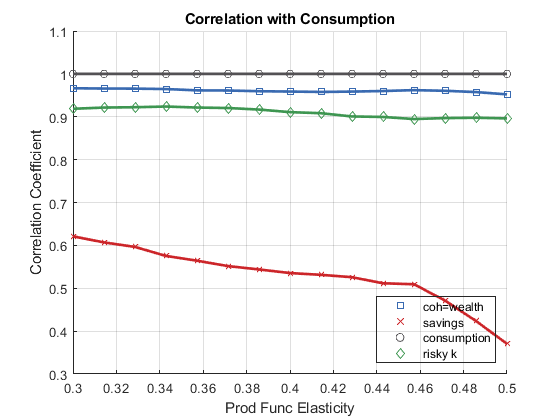 Correlation with Consumption
1.1
1
0.9
0.8
0.7
0.6
0.5
0.4
0.3
Correlation Coefficient
coh=wealth
savings
consumption
risky k
0.3 0.32 0.34 0.36 0.38 0.4 0.42 0.44 0.46 0.48 0.5
Prod Func Elasticity